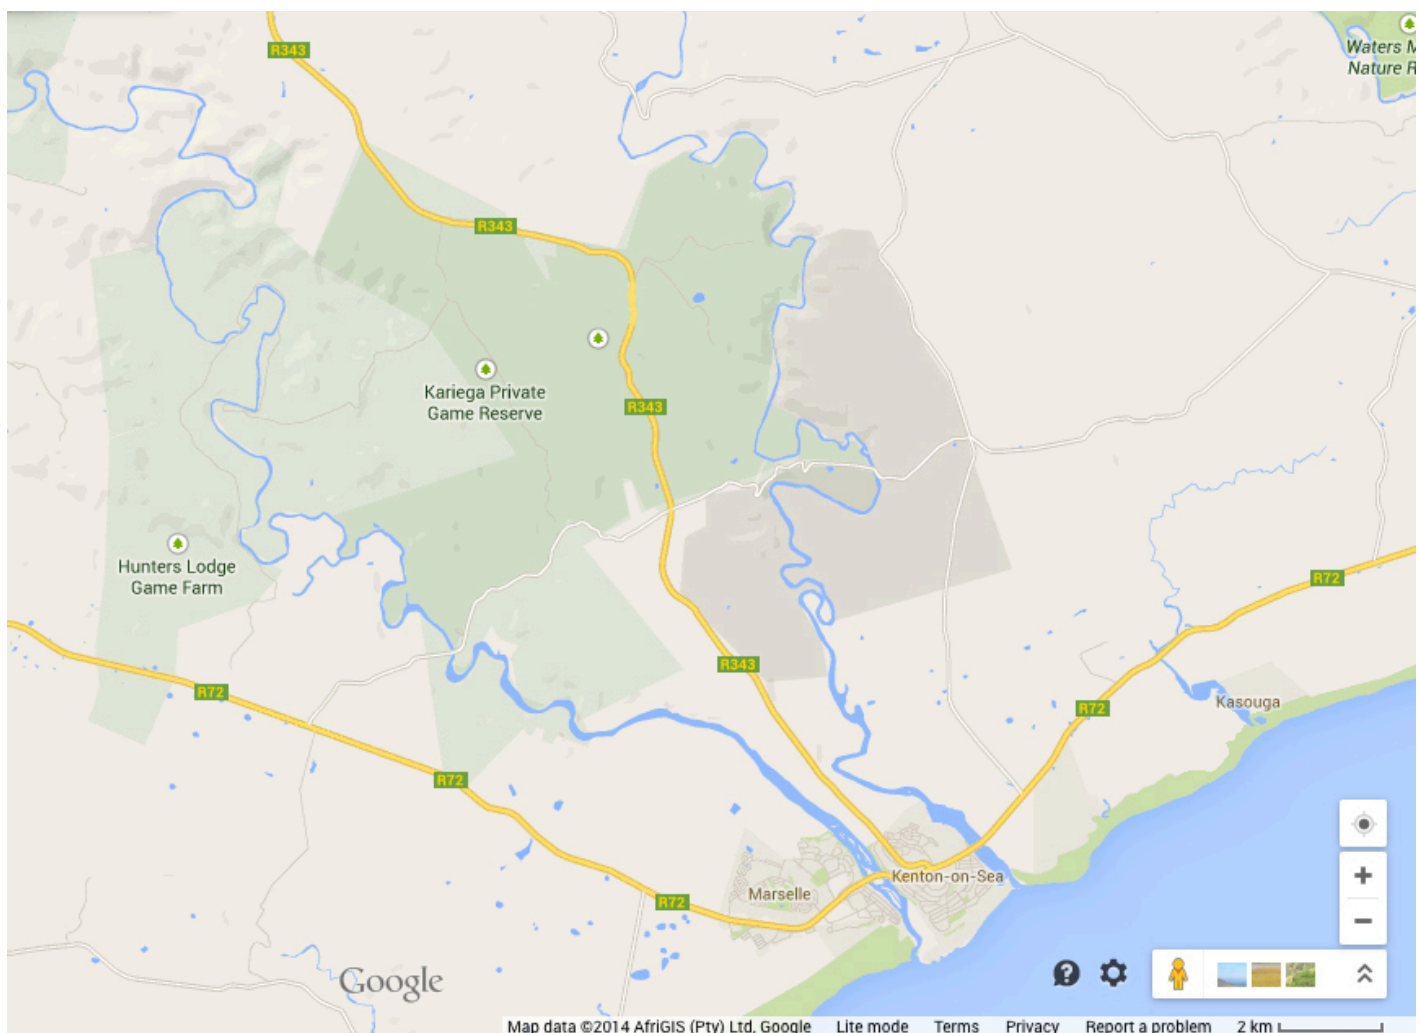 R343
Waters M
Nature R
R343
Kariega Private
Game Reserve
R343
Hunters Lodge
Game Farm
R72
R343
R72
Kasouga
R72
R72
Kenton-on-Sea
Marselle
R72
Google
Map data ©2014 AfriGIS (Pty) Ltd, Google Lite mode Terms Privacy Report a problem 2 km